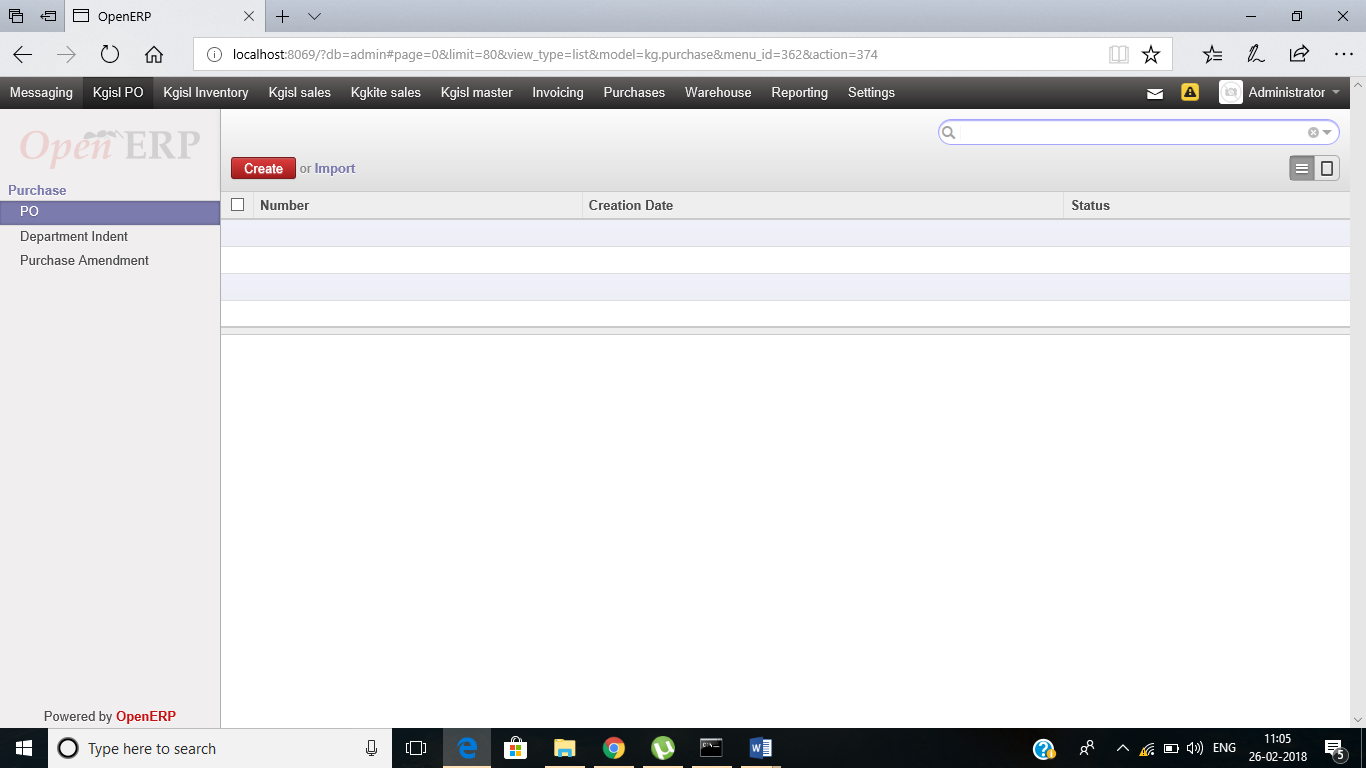 OpenERP
localhost:8069/?db=admin#page=0&limit=80&view_type=list&model=kg.purchase&menu_id=362&action=374
Messaging Kgisl PO Kgisl Inventory Kgisl sales Kgkite sales Kgisl master Invoicing Purchases Warehouse Reporting Settings Administrator
Open ERP
Create or Import
Purchase
PO
Department Indent
Purchase Amendment
Number Creation Date Status
Powered by OpenERP
Type here to search
ENG
11:05
26-02-2018
5